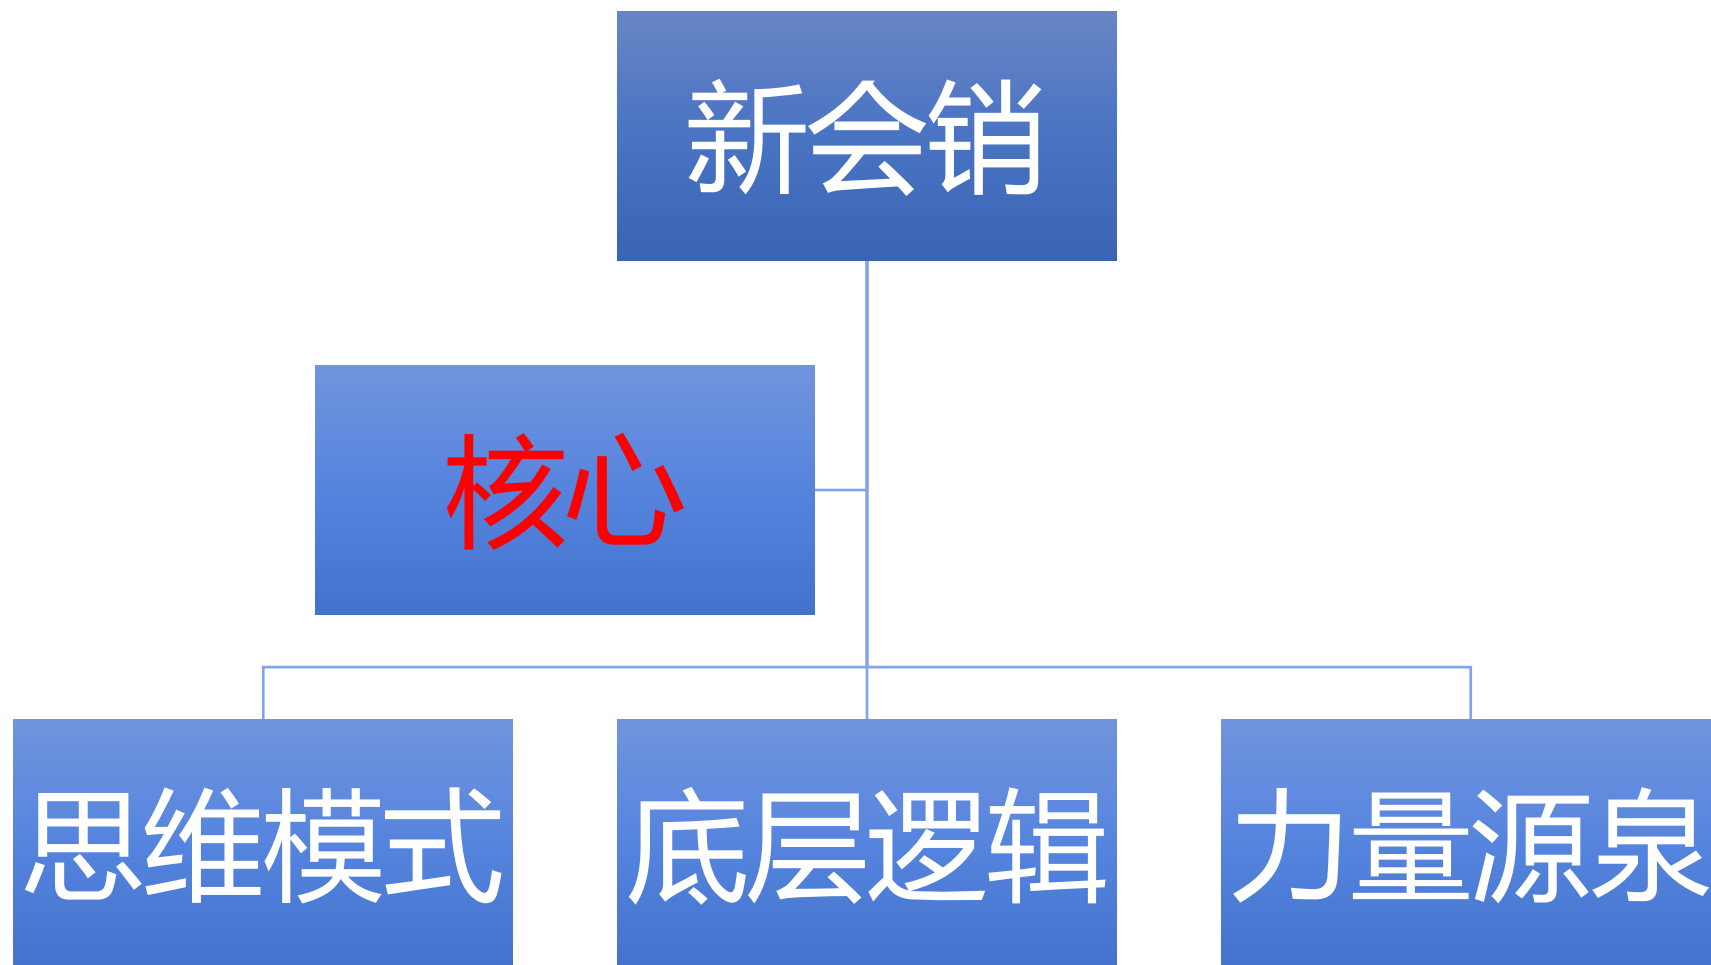 新会销
核心
思维模式
底层逻辑
力量源泉